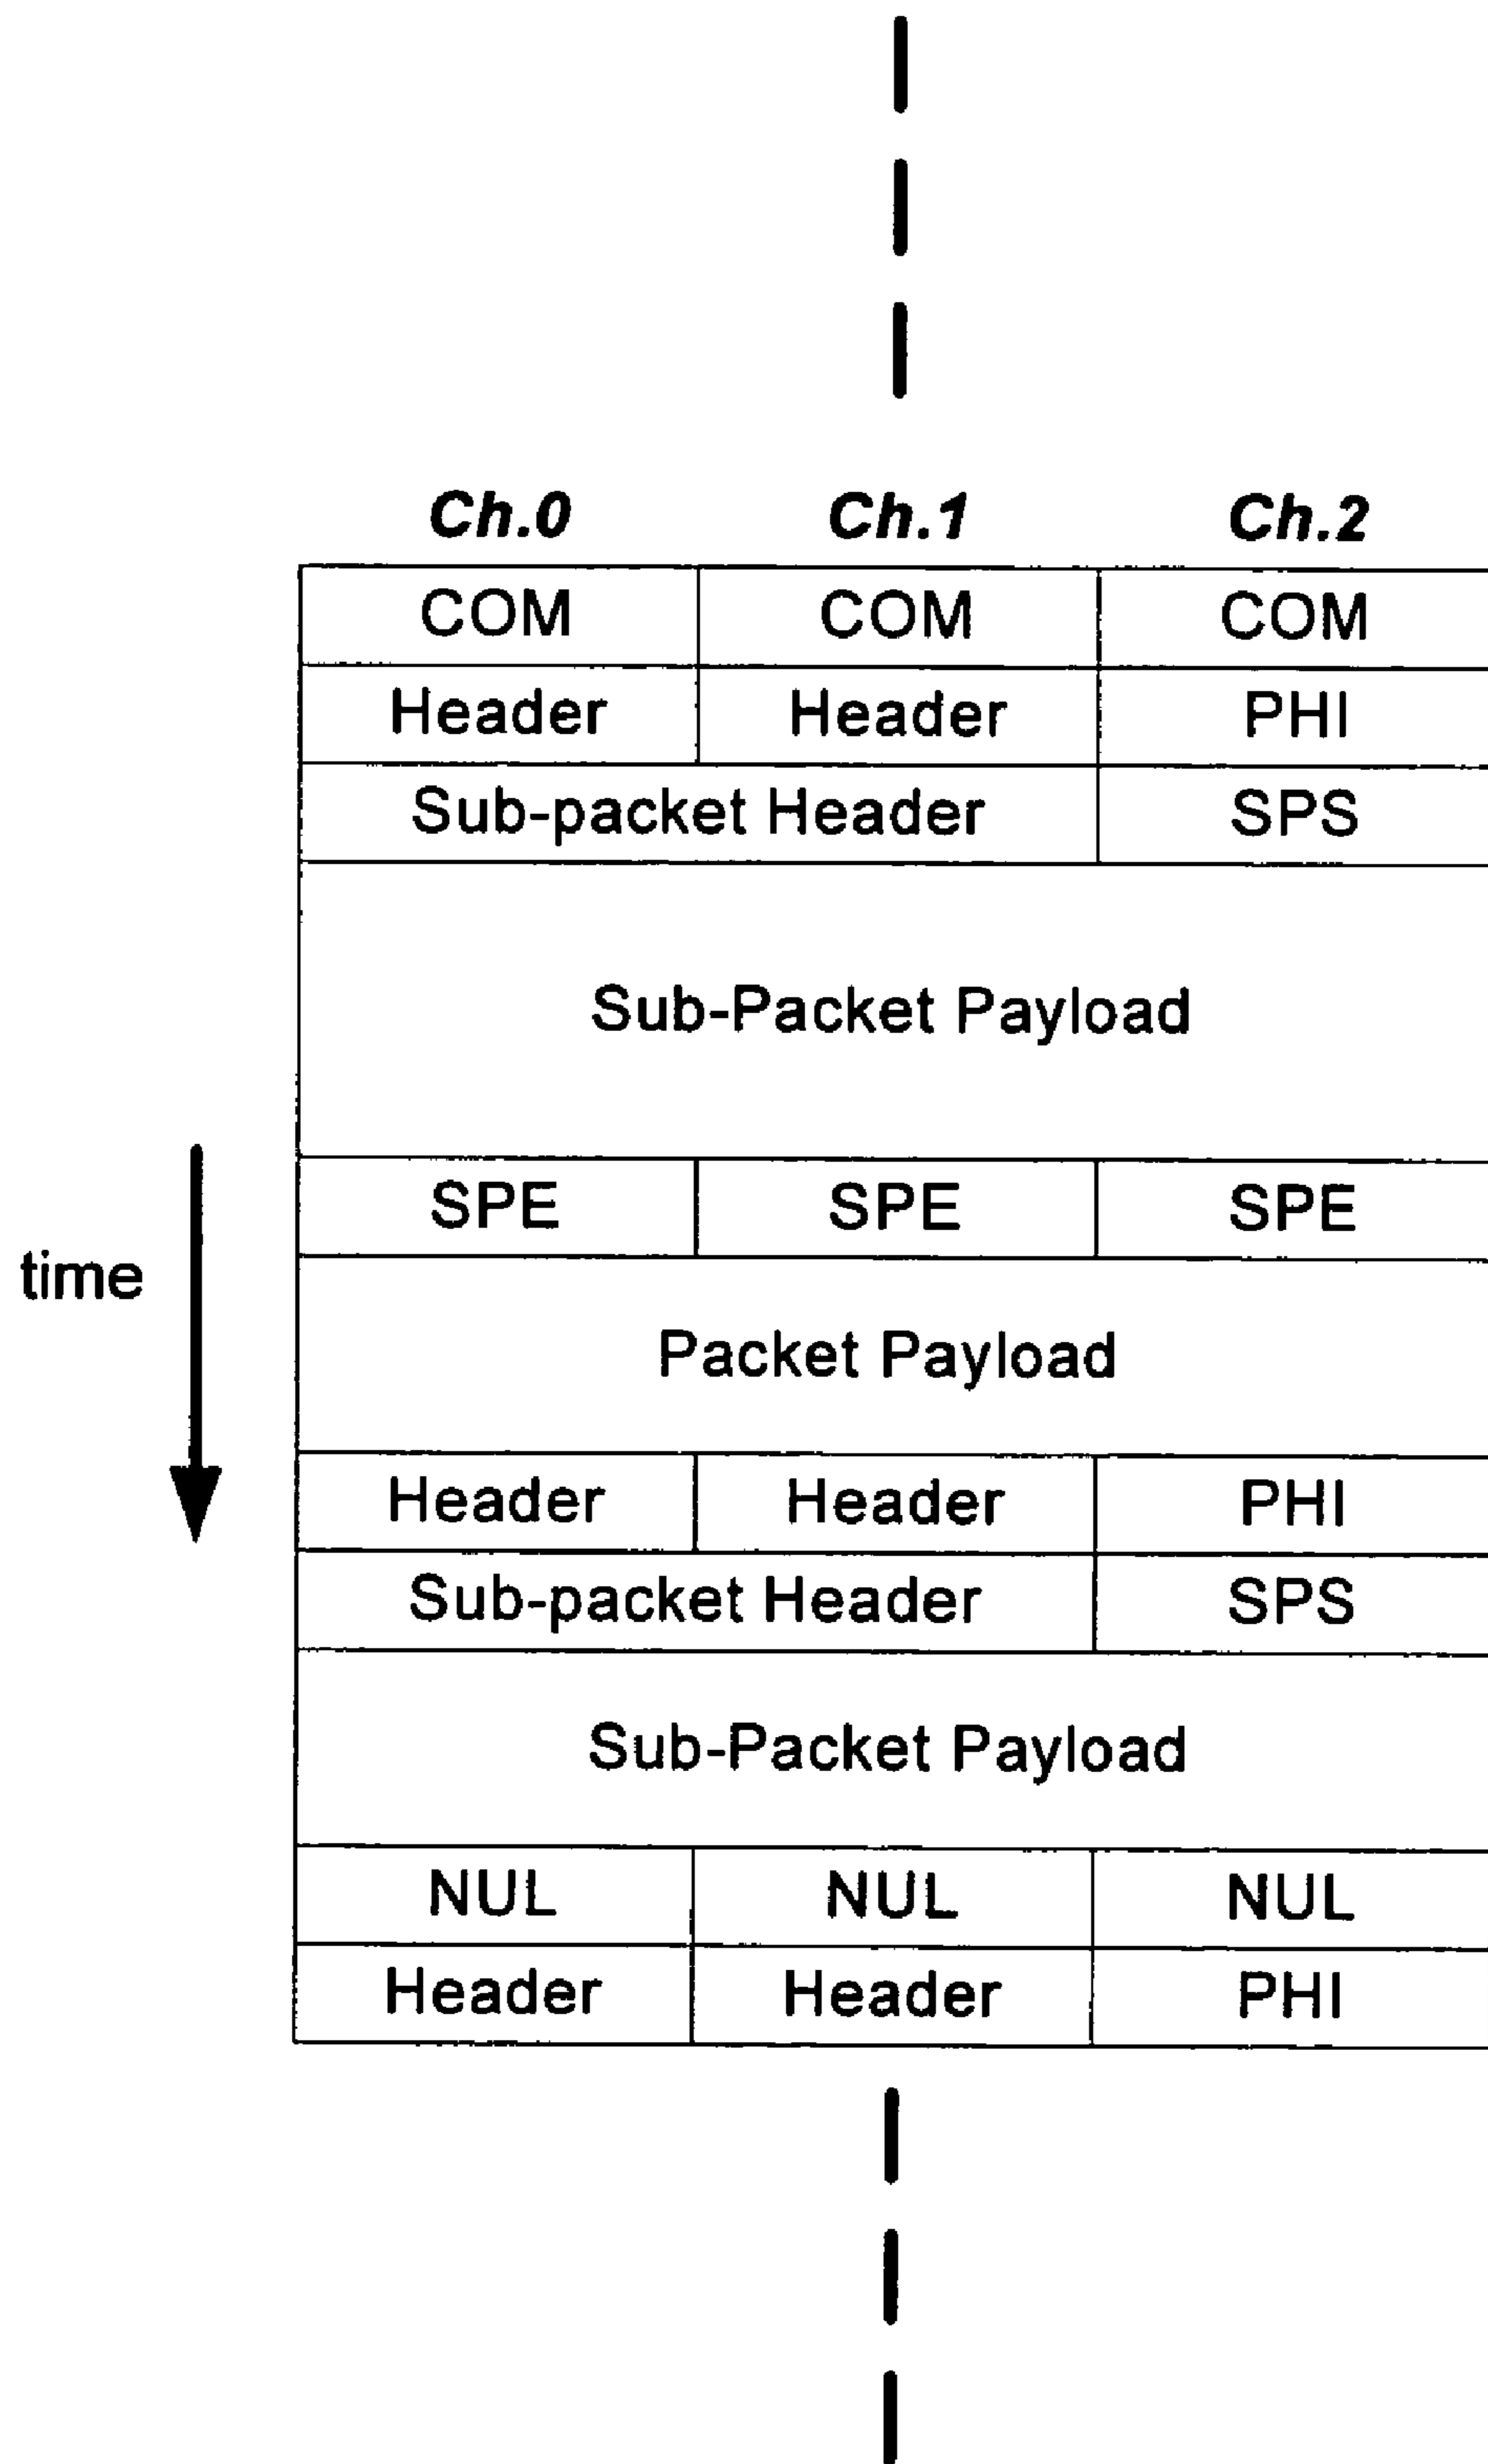 Ch.0 Ch.1 Ch.2
COM COM COM
Header Header PHI
Sub-packet Header SPS
Sub-Packet Payload
SPE SPE SPE
time
Packet Payload
Header Header PHI
Sub-packet Header SPS
Sub-Packet Payload
NUL NUL NUL
Header Header PHI